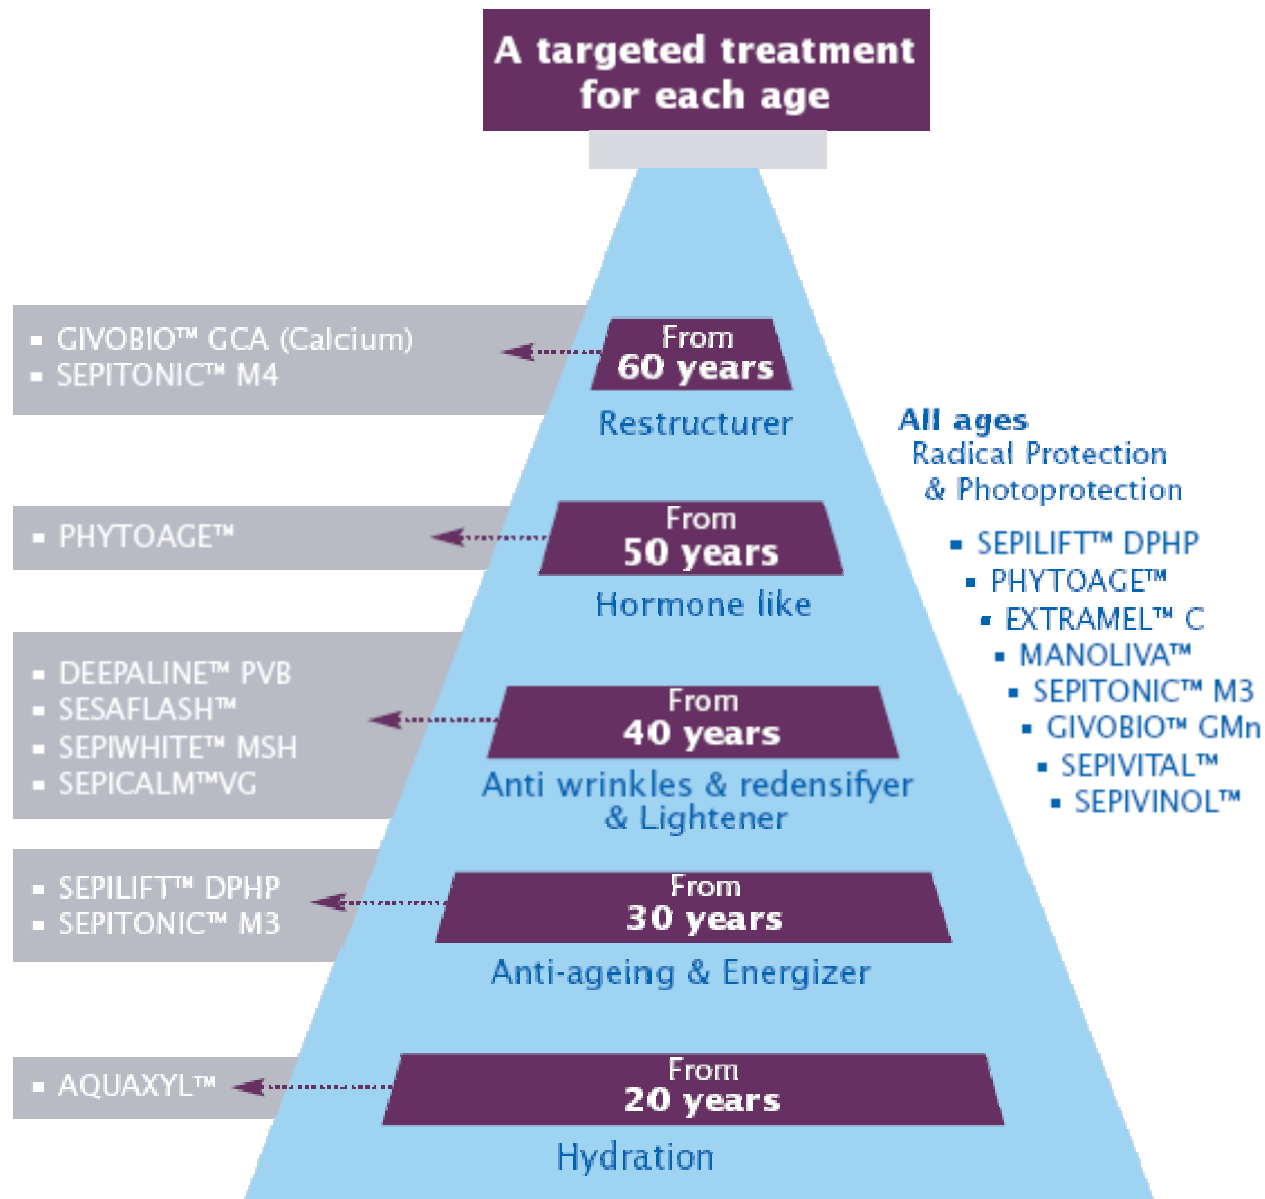 A targeted treatment
for each age
▪ GIVOBIO™ GCA (Calcium)
▪ SEPITONIC™ M4
From
60 years
Restructurer
All ages
Radical Protection
& Photoprotection
▪ SEPILIFT™ DPHP
▪ PHYTOAGE™
▪ EXTRAMEL™ C
▪ MANOLIVA™
▪ SEPITONIC™ M3
▪ GIVOBIO™ GMn
▪ SEPIVITAL™
▪ SEPIVINOL™
▪ PHYTOAGE™
From
50 years
Hormone like
▪ DEEPALINE™ PVB
▪ SESAFLASH™
▪ SEPIWHITE™ MSH
▪ SEPICALM™VG
From
40 years
Anti wrinkles & redensifyer
& Lightener
▪ SEPILIFT™ DPHP
▪ SEPITONIC™ M3
From
30 years
Anti-ageing & Energizer
▪ AQUAXYL™
From
20 years
Hydration